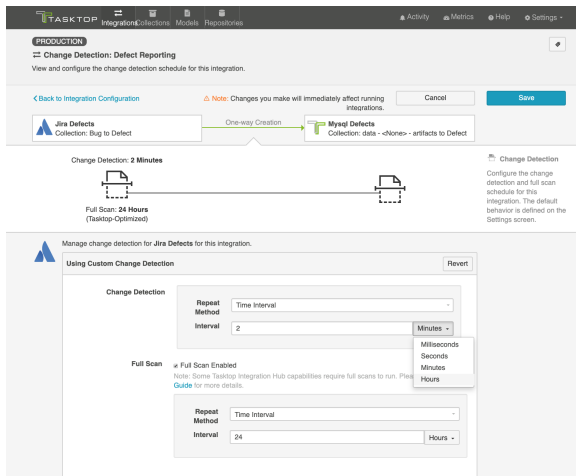 TASKTOP
Integrations
Collections
Models
Repositories
Activity
Metrics
Help
Settings
PRODUCTION
Change Detection: Defect Reporting
View and configure the change detection schedule for this integration.
Back to Integration Configuration
Note: Changes you make will immediately affect running
integrations.
Cancel
Save
Jira Defects
Collection: Bug to Defect
One-way Creation
Mysql Defects
Collection: data - <None> - artifacts to Defect
Change Detection: 2 Minutes
Full Scan: 24 Hours
(Tasktop-Optimized)
Change Detection
Configure the change
detection and full scan
schedule for this
integration. The default
behavior is defined on the
Settings screen.
Manage change detection for Jira Defects for this integration.
Using Custom Change Detection
Revert
Change Detection
Repeat
Method
Time Interval
Interval
2
Minutes
Milliseconds
Seconds
Minutes
Hours
Full Scan
Full Scan Enabled
Note: Some Tasktop Integration Hub capabilities require full scans to run.
Guide for more details.
Repeat
Method
Time Interval
Interval
24
Hours